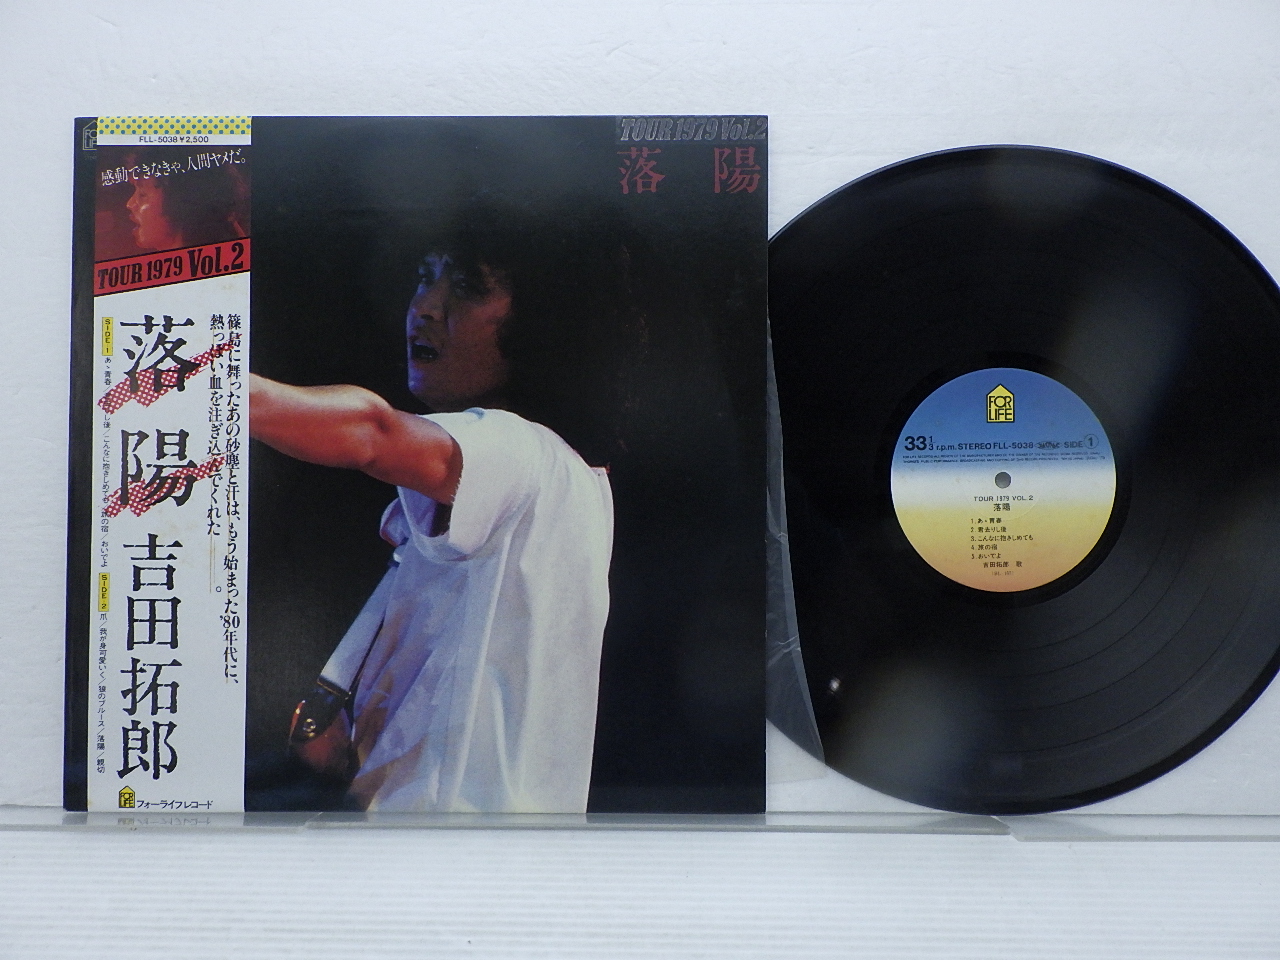 FOR LIFE
FLL-5038 ¥2,500
感動できなきゃ、人間ヤメだ。
TOUR 1979 Vol.2
篠島に舞ったあの砂塵と汗は、もう始まった'80年代に、
熱っぽい血を注ぎ込んでくれた——。
落陽
吉田拓郎
SIDE.1 あゝ青春/
し後/こんなに抱きしめても/旅の宿/おいでよ
SIDE.2 爪/我が身可愛いく/狼のブルース/落陽/親切
FOR LIFE フォーライフレコード
TOUR 1979 Vol.2
落陽
FOR LIFE
33 1/3 r.p.m. STEREO FLL-5038 SIDE 1
TOUR 1979 VOL.2
落陽
1.あゝ青春
2.君去りし後
3.こんなに抱きしめても
4.旅の宿
5.おいでよ
吉田拓郎 歌